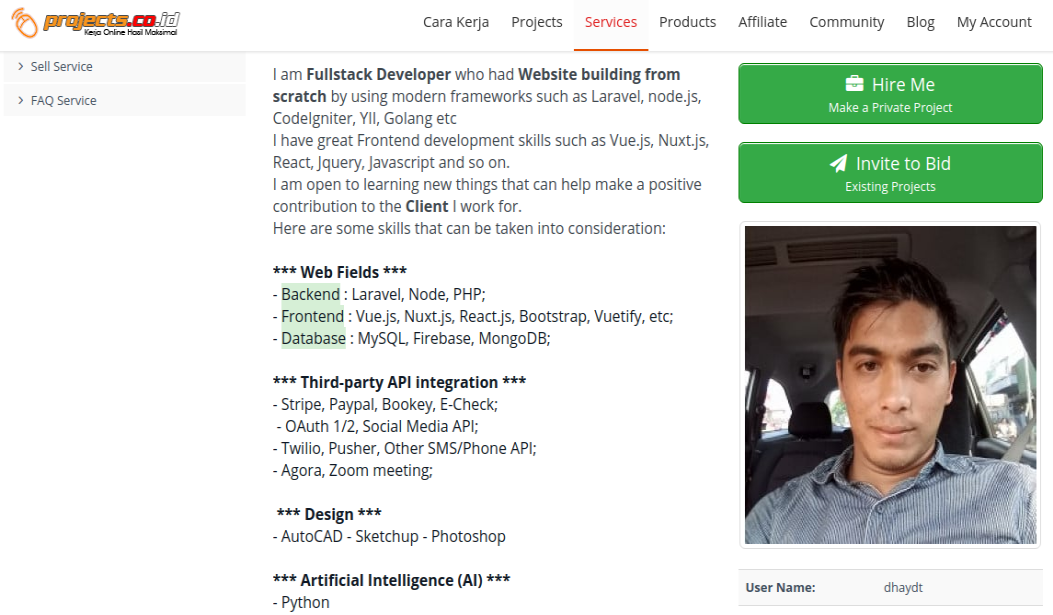 projects.co.id
Kerja Online Hasil Maksimal
Cara Kerja Projects Services Products Affiliate Community Blog My Account
Sell Service
FAQ Service
I am Fullstack Developer who had Website building from
scratch by using modern frameworks such as Laravel, node.js,
CodeIgniter, YII, Golang etc
I have great Frontend development skills such as Vue.js, Nuxt.js,
React, Jquery, Javascript and so on.
I am open to learning new things that can help make a positive
contribution to the Client I work for.
Here are some skills that can be taken into consideration:
*** Web Fields ***
- Backend : Laravel, Node, PHP;
- Frontend : Vue.js, Nuxt.js, React.js, Bootstrap, Vuetify, etc;
- Database : MySQL, Firebase, MongoDB;
*** Third-party API integration ***
- Stripe, Paypal, Bookey, E-Check;
- OAuth 1/2, Social Media API;
- Twilio, Pusher, Other SMS/Phone API;
- Agora, Zoom meeting;
*** Design ***
- AutoCAD - Sketchup - Photoshop
*** Artificial Intelligence (AI) ***
- Python
Hire Me
Make a Private Project
Invite to Bid
Existing Projects
User Name: dhaydt